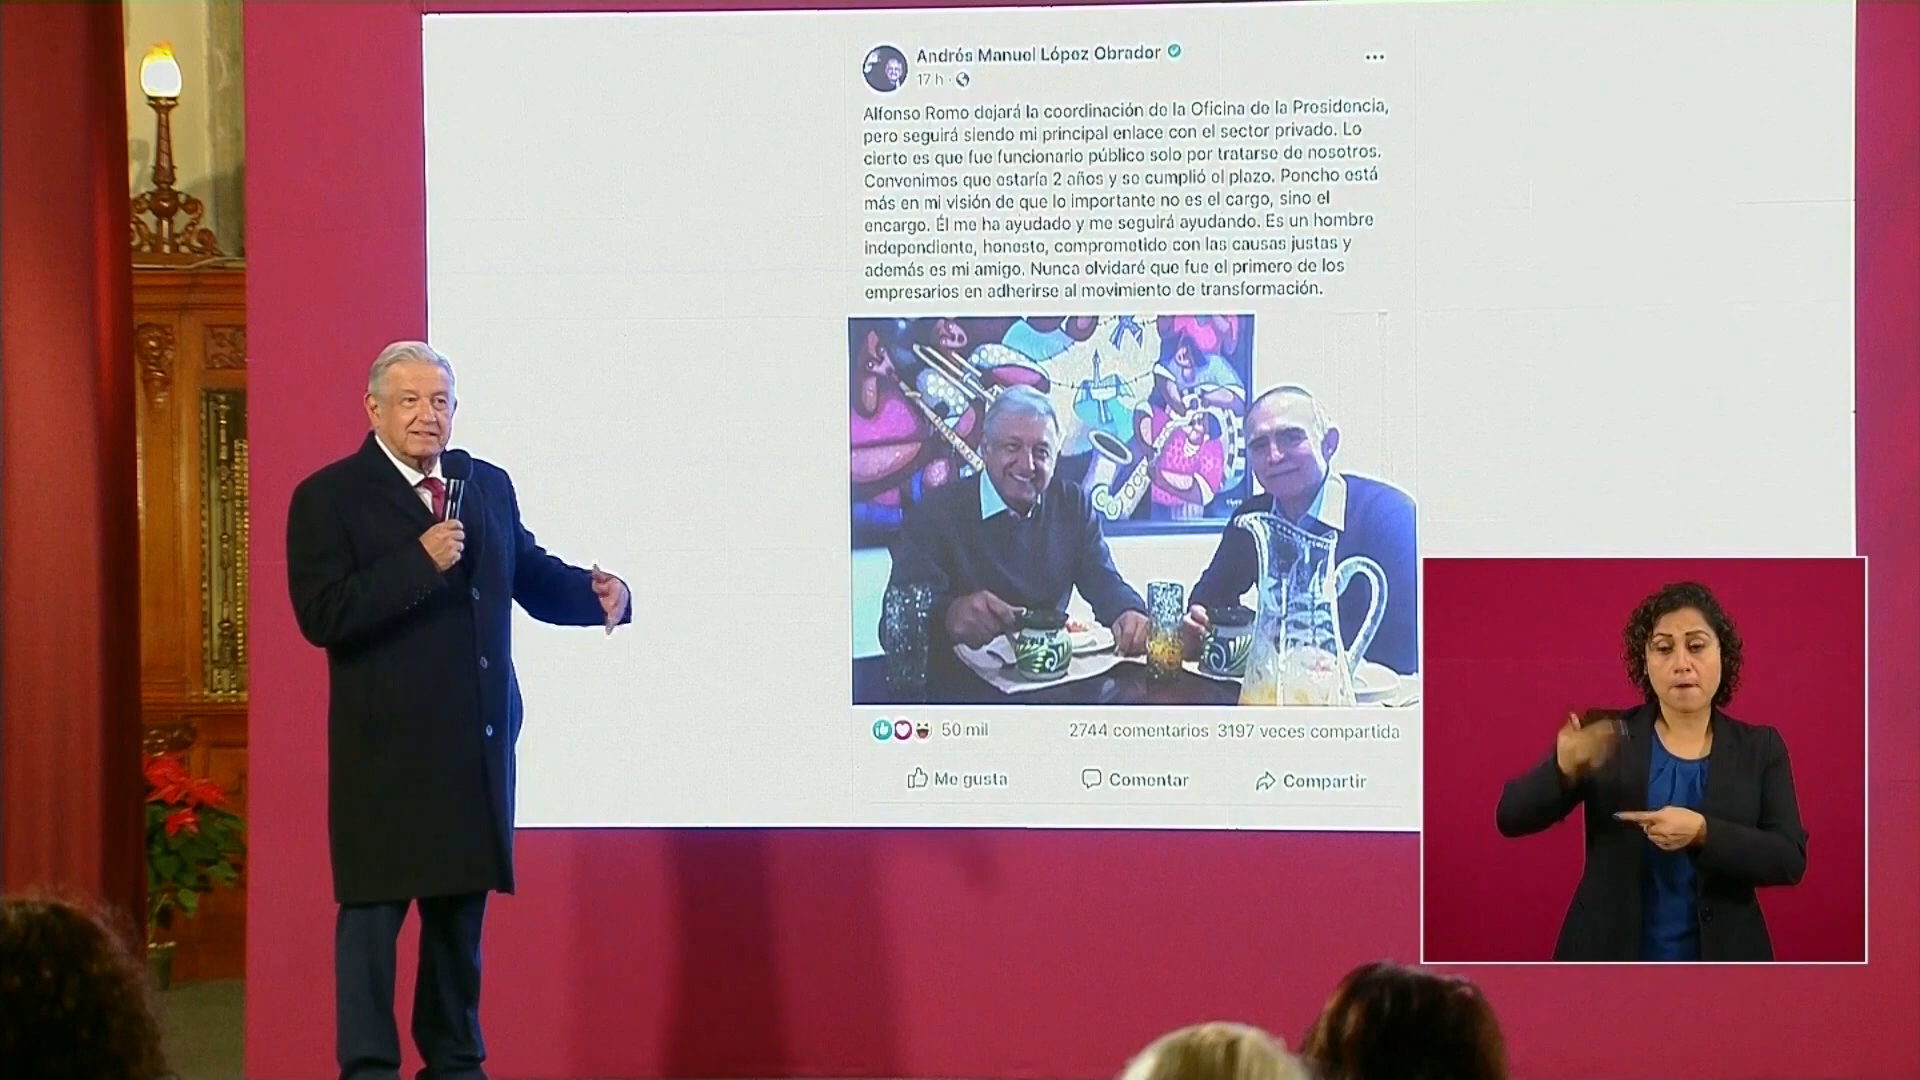 Andrés Manuel López Obrador
17 h ·
Alfonso Romo dejará la coordinación de la Oficina de la Presidencia,
pero seguirá siendo mi principal enlace con el sector privado. Lo
cierto es que fue funcionario público solo por tratarse de nosotros.
Convenimos que estaría 2 años y se cumplió el plazo. Poncho está
más en mi visión de que lo importante no es el cargo, sino el
encargo. Él me ha ayudado y me seguirá ayudando. Es un hombre
independiente, honesto, comprometido con las causas justas y
además es mi amigo. Nunca olvidaré que fue el primero de los
empresarios en adherirse al movimiento de transformación.
50 mil 2744 comentarios 3197 veces compartida
Me gusta Comentar Compartir